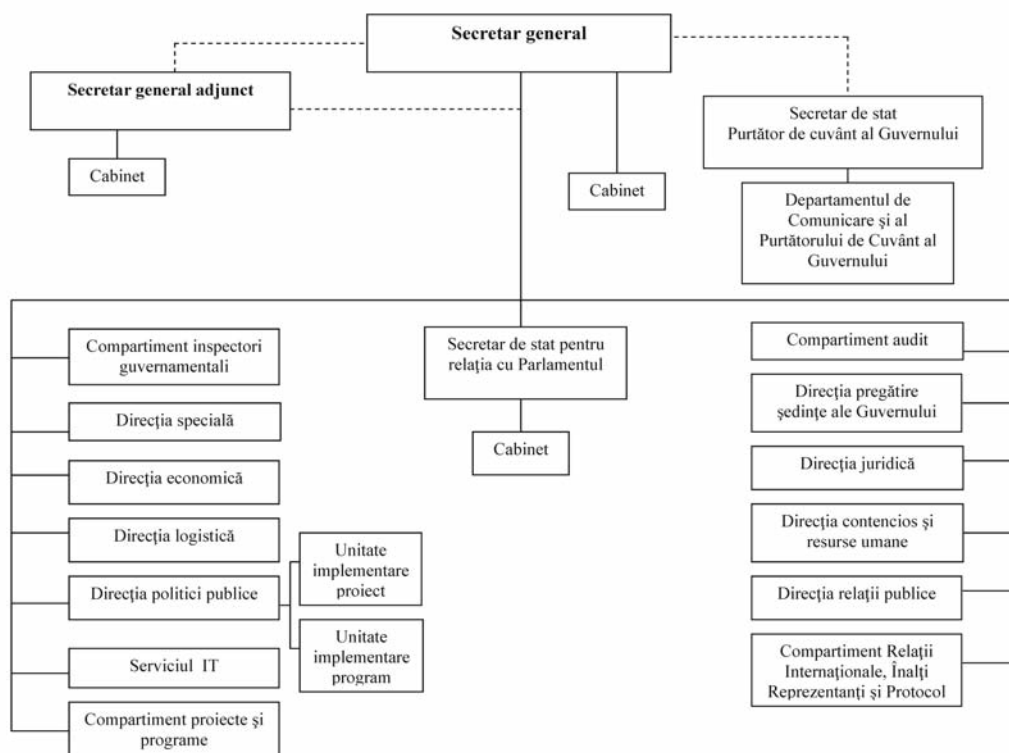 Secretar general
Secretar general adjunct
Cabinet
Cabinet
Secretar de stat
Purtător de cuvânt al Guvernului
Departamentul de
Comunicare şi al
Purtătorului de Cuvânt al
Guvernului
Compartiment inspectori
guvernamentali
Direcţia specială
Direcţia economică
Direcţia logistică
Direcţia politici publice
Unitate
implementare
proiect
Unitate
implementare
program
Serviciul IT
Compartiment proiecte şi
programe
Secretar de stat pentru
relaţia cu Parlamentul
Cabinet
Compartiment audit
Direcţia pregătire
şedinţe ale Guvernului
Direcţia juridică
Direcţia contencios şi
resurse umane
Direcţia relaţii publice
Compartiment Relaţii
Internaţionale, Înalţi
Reprezentanţi şi Protocol